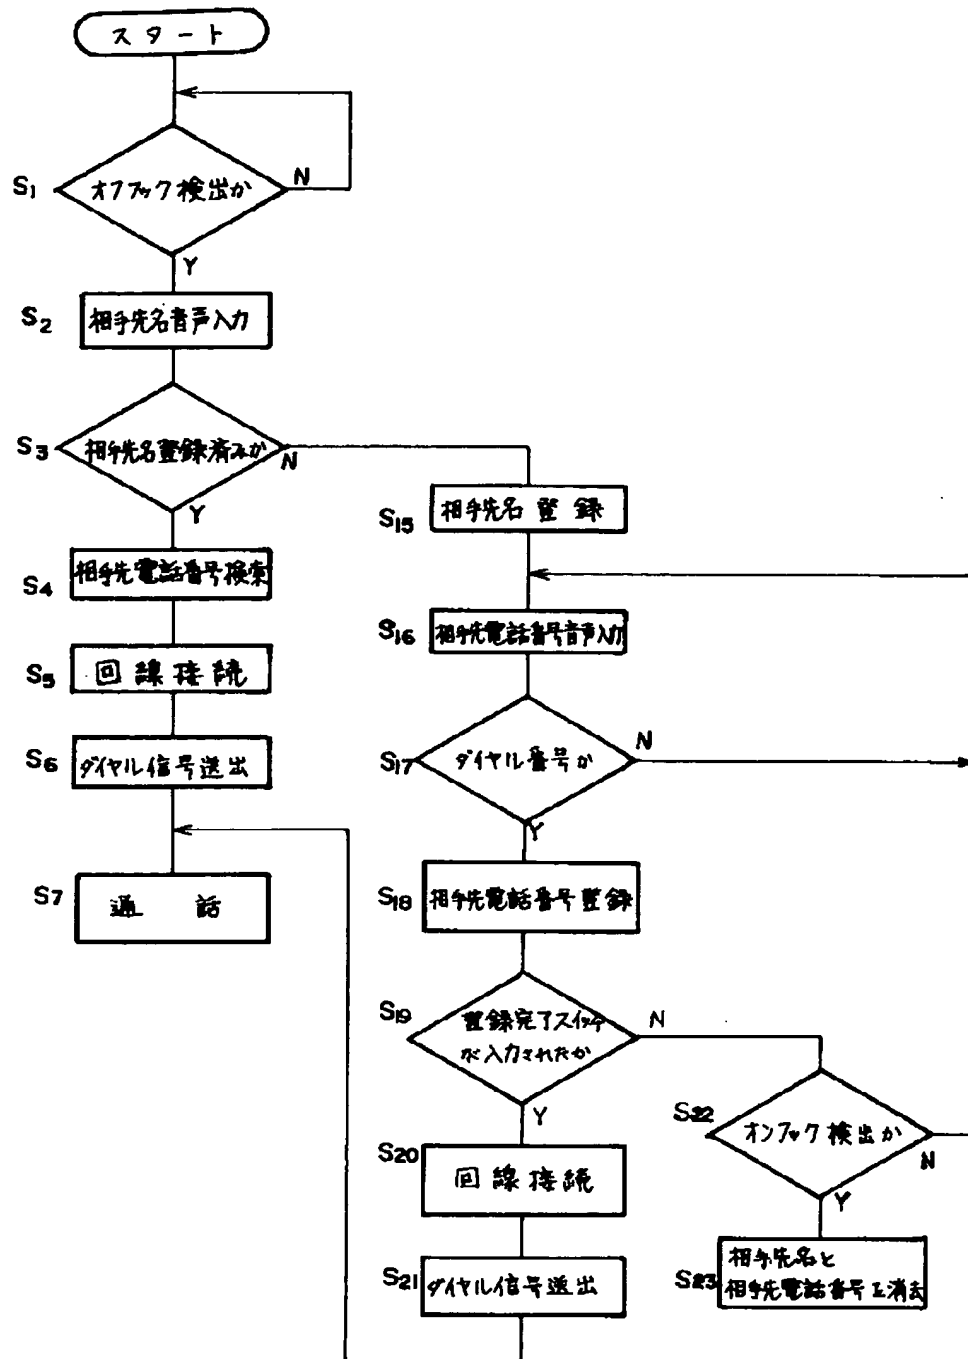 スタート
S1
オフフック検出か
N
Y
S2
相手先名音声入力
S3
相手先名登録済みか
N
Y
S4
相手先電話番号検索
S5
回線接続
S6
ダイヤル信号送出
S7
通話
S15
相手先名登録
S16
相手先電話番号音声入力
S17
ダイヤル番号か
N
Y
S18
相手先電話番号登録
S19
登録完了スイッチ
が入力されたか
N
Y
S20
回線接続
S21
ダイヤル信号送出
S22
オンフック検出か
N
Y
S23
相手先名と
相手先電話番号を消去